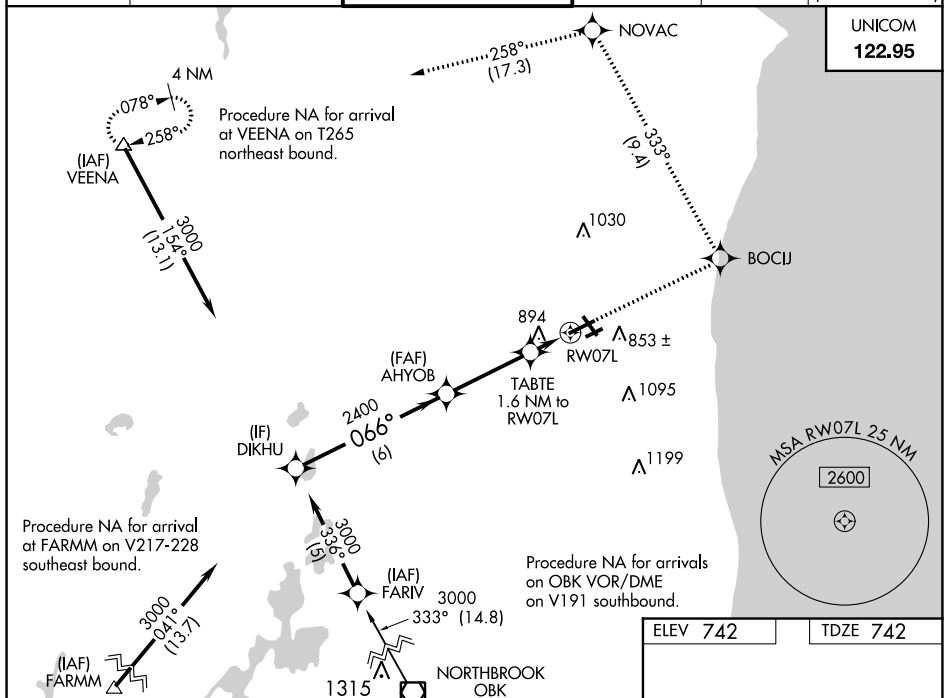 NOVAC
UNICOM
122.95
258°
(17.3)
4 NM
078°
258°
(IAF)
VEENA
Procedure NA for arrival
at VEENA on T265
northeast bound.
333°
(9.4)
3000
154°
(13.1)
1030
BOCIJ
894
853 ±
RW07L
(FAF)
AHYOB
TABTE
1.6 NM to
RW07L
1095
2400
066°
(6)
(IF)
DIKHU
1199
MSA RW07L 25 NM
2600
Procedure NA for arrival
at FARMM on V217-228
southeast bound.
3000
336°
(5)
Procedure NA for arrivals
on OBK VOR/DME
on V191 southbound.
(IAF)
FARIV
3000
333° (14.8)
3000
041°
(13.7)
(IAF)
FARMM
1315
NORTHBROOK
OBK
ELEV 742
TDZE 742